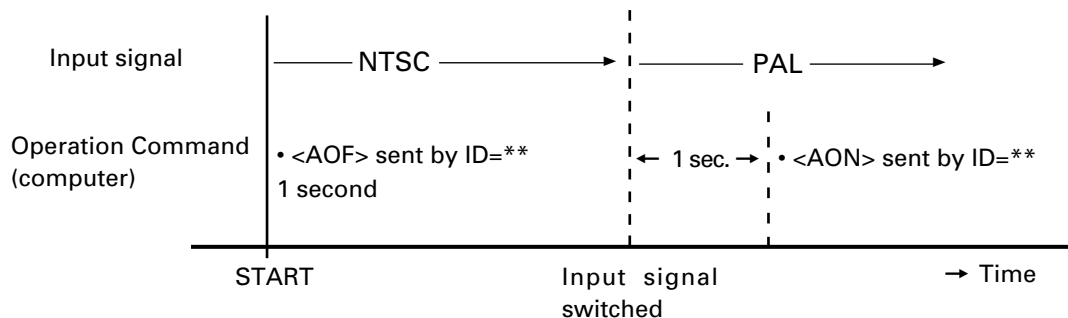 Input signal
NTSC
PAL
Operation Command
(computer)
• <AOF> sent by ID=**
1 second
← 1 sec. →
• <AON> sent by ID=**
START
Input signal
switched
→ Time